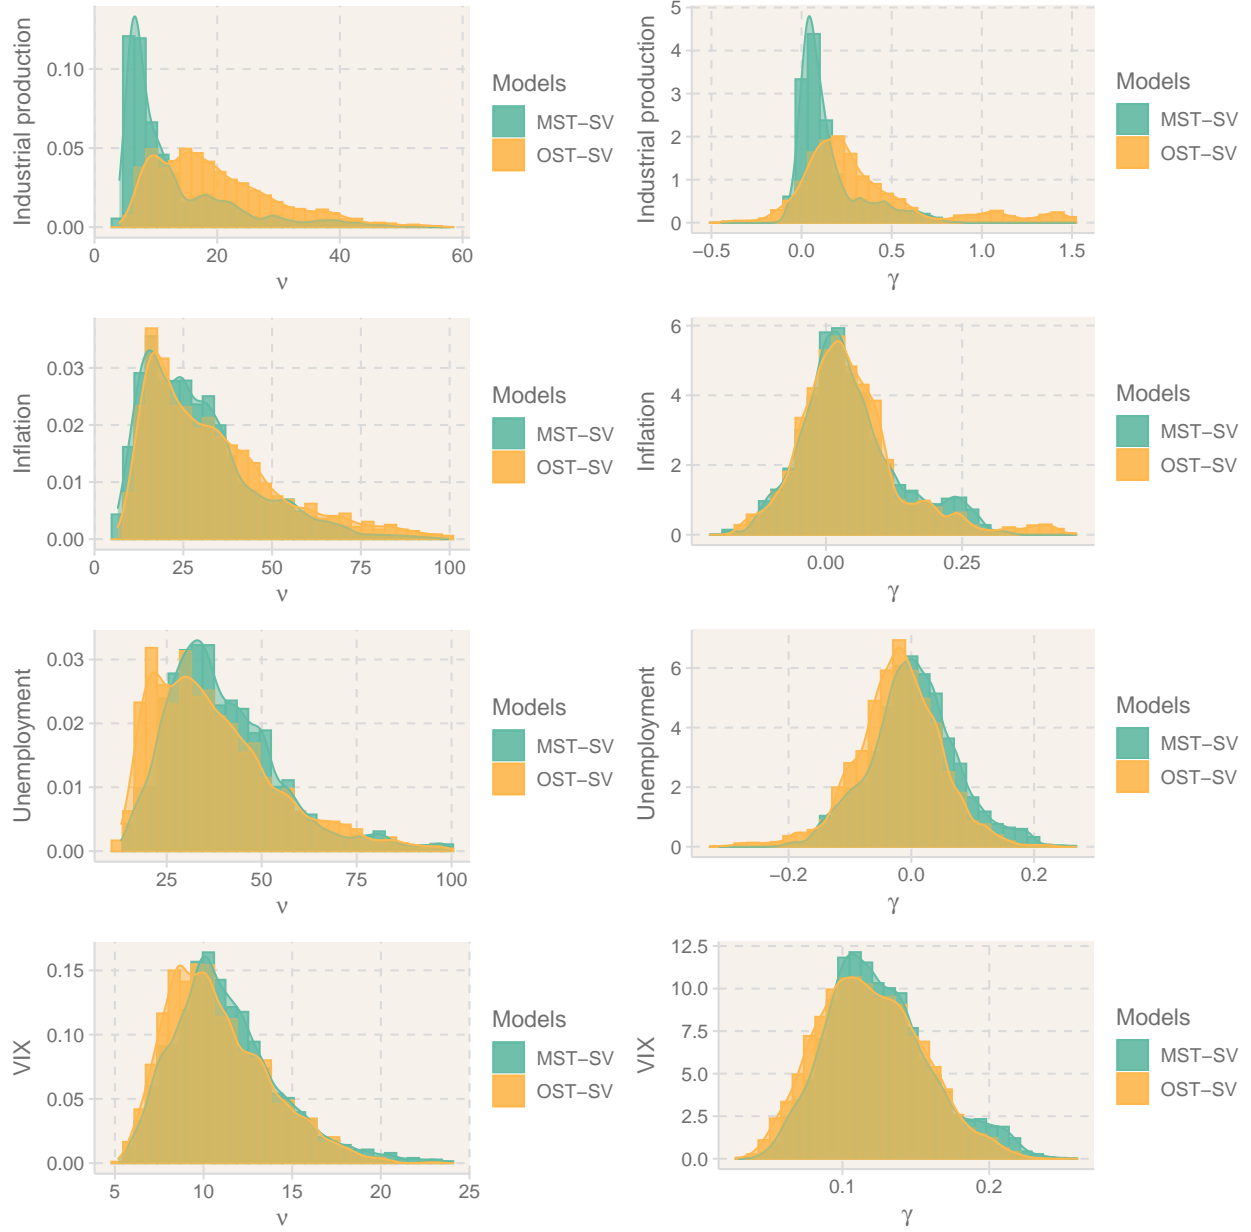 Industrial production
0.10
0.05
0.00
0
20
40
60
ν
Models
MST−SV
OST−SV
Industrial production
5
4
3
2
1
0
−0.5
0.0
0.5
1.0
1.5
γ
Models
MST−SV
OST−SV
Inflation
0.03
0.02
0.01
0.00
0
25
50
75
100
ν
Models
MST−SV
OST−SV
Inflation
6
4
2
0
0.00
0.25
γ
Models
MST−SV
OST−SV
Unemployment
0.03
0.02
0.01
0.00
25
50
75
100
ν
Models
MST−SV
OST−SV
Unemployment
6
4
2
0
−0.2
0.0
0.2
γ
Models
MST−SV
OST−SV
VIX
0.15
0.10
0.05
0.00
5
10
15
20
25
ν
Models
MST−SV
OST−SV
VIX
12.5
10.0
7.5
5.0
2.5
0.0
0.1
0.2
γ
Models
MST−SV
OST−SV